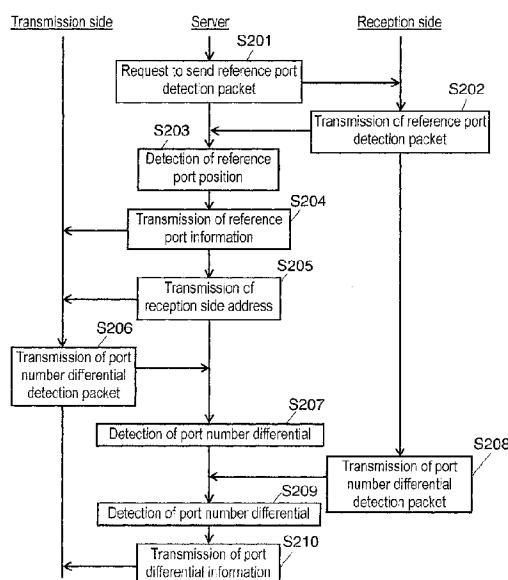 Transmission side
Server
Reception side
S201
Request to send reference port
detection packet
S202
Transmission of reference port
detection packet
S203
Detection of reference
port position
S204
Transmission of reference
port information
S205
Transmission of
reception side address
S206
Transmission of port
number differential
detection packet
S207
Detection of port number differential
S208
Transmission of port
number differential
detection packet
S209
Detection of port number differential
S210
Transmission of port
differential information